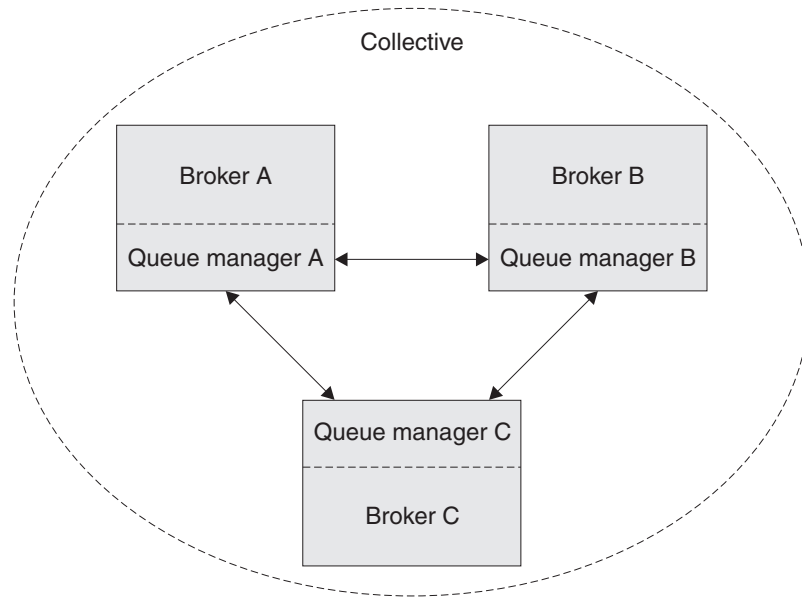 Collective
Broker A
Broker B
Queue manager A
Queue manager B
Queue manager C
Broker C